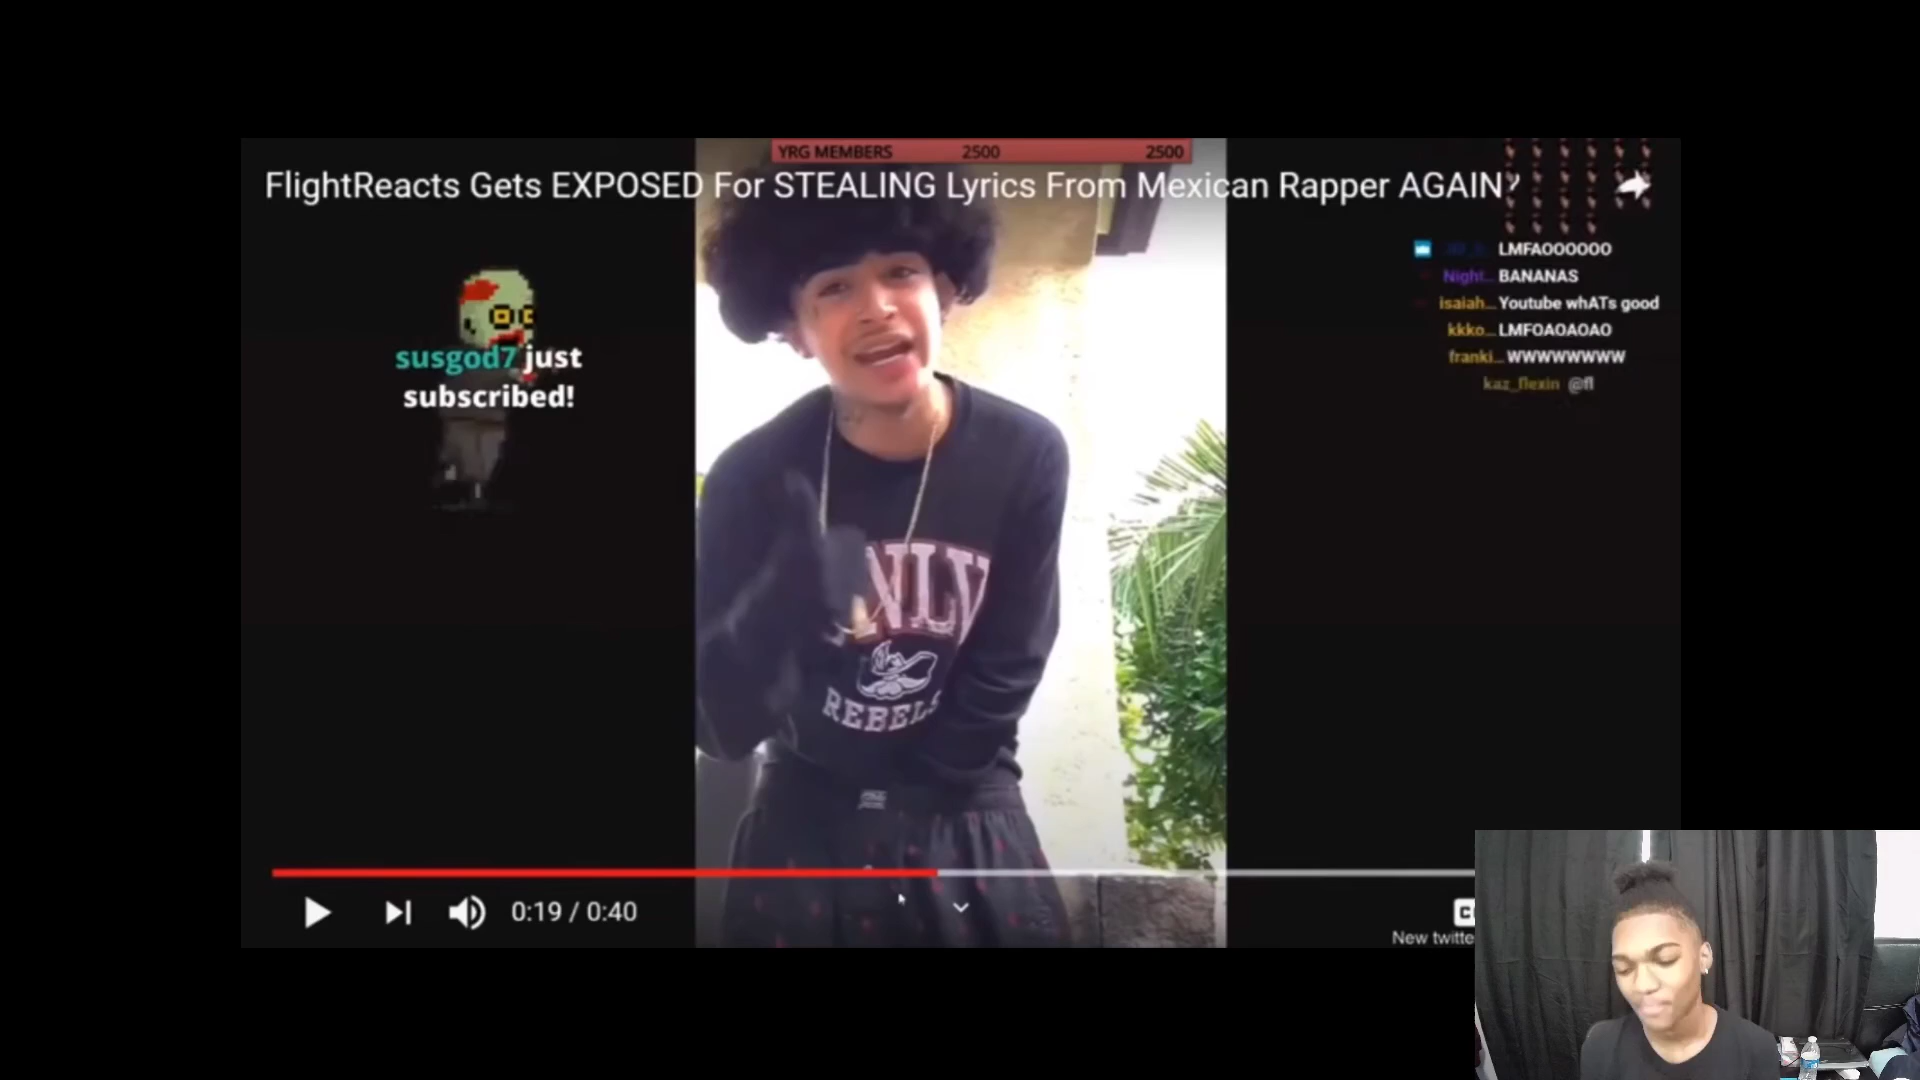 YRG MEMBERS 2500 2500
FlightReacts Gets EXPOSED For STEALING Lyrics From Mexican Rapper AGAIN?
LMFAOOOOOO
Night... BANANAS
isaiah... Youtube whATs good
kkko... LMFOAOAOAO
franki... WWWWWWWW
kaz_flexin @fl
susgod7 just
subscribed!
NLV
REBELS
0:19 / 0:40
New twitte